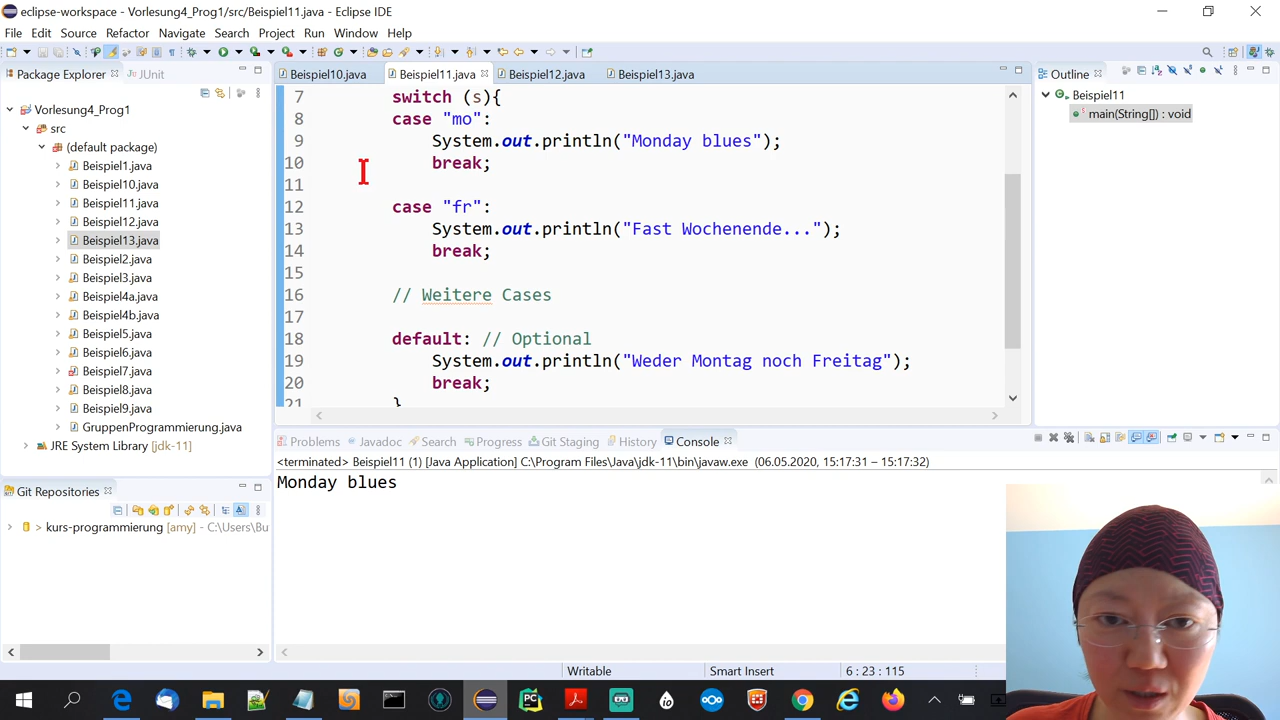 eclipse-workspace - Vorlesung4_Prog1/src/Beispiel11.java - Eclipse IDE
File Edit Source Refactor Navigate Search Project Run Window Help
Package Explorer JUnit
Beispiel10.java Beispiel11.java Beispiel12.java Beispiel13.java
Outline
Vorlesung4_Prog1
src
(default package)
Beispiel1.java
Beispiel10.java
Beispiel11.java
Beispiel12.java
Beispiel13.java
Beispiel2.java
Beispiel3.java
Beispiel4a.java
Beispiel4b.java
Beispiel5.java
Beispiel6.java
Beispiel7.java
Beispiel8.java
Beispiel9.java
GruppenProgrammierung.java
JRE System Library [jdk-11]
7 switch (s){
8 case "mo":
9 System.out.println("Monday blues");
10 break;
11
12 case "fr":
13 System.out.println("Fast Wochenende...");
14 break;
15
16 // Weitere Cases
17
18 default: // Optional
19 System.out.println("Weder Montag noch Freitag");
20 break;
21 }
Beispiel11
main(String[]) : void
Problems Javadoc Search Progress Git Staging History Console
<terminated> Beispiel11 (1) [Java Application] C:\Program Files\Java\jdk-11\bin\javaw.exe (06.05.2020, 15:17:31 – 15:17:32)
Monday blues
Git Repositories
> kurs-programmierung [amy] - C:\Users\Bu
Writable Smart Insert 6 : 23 : 115